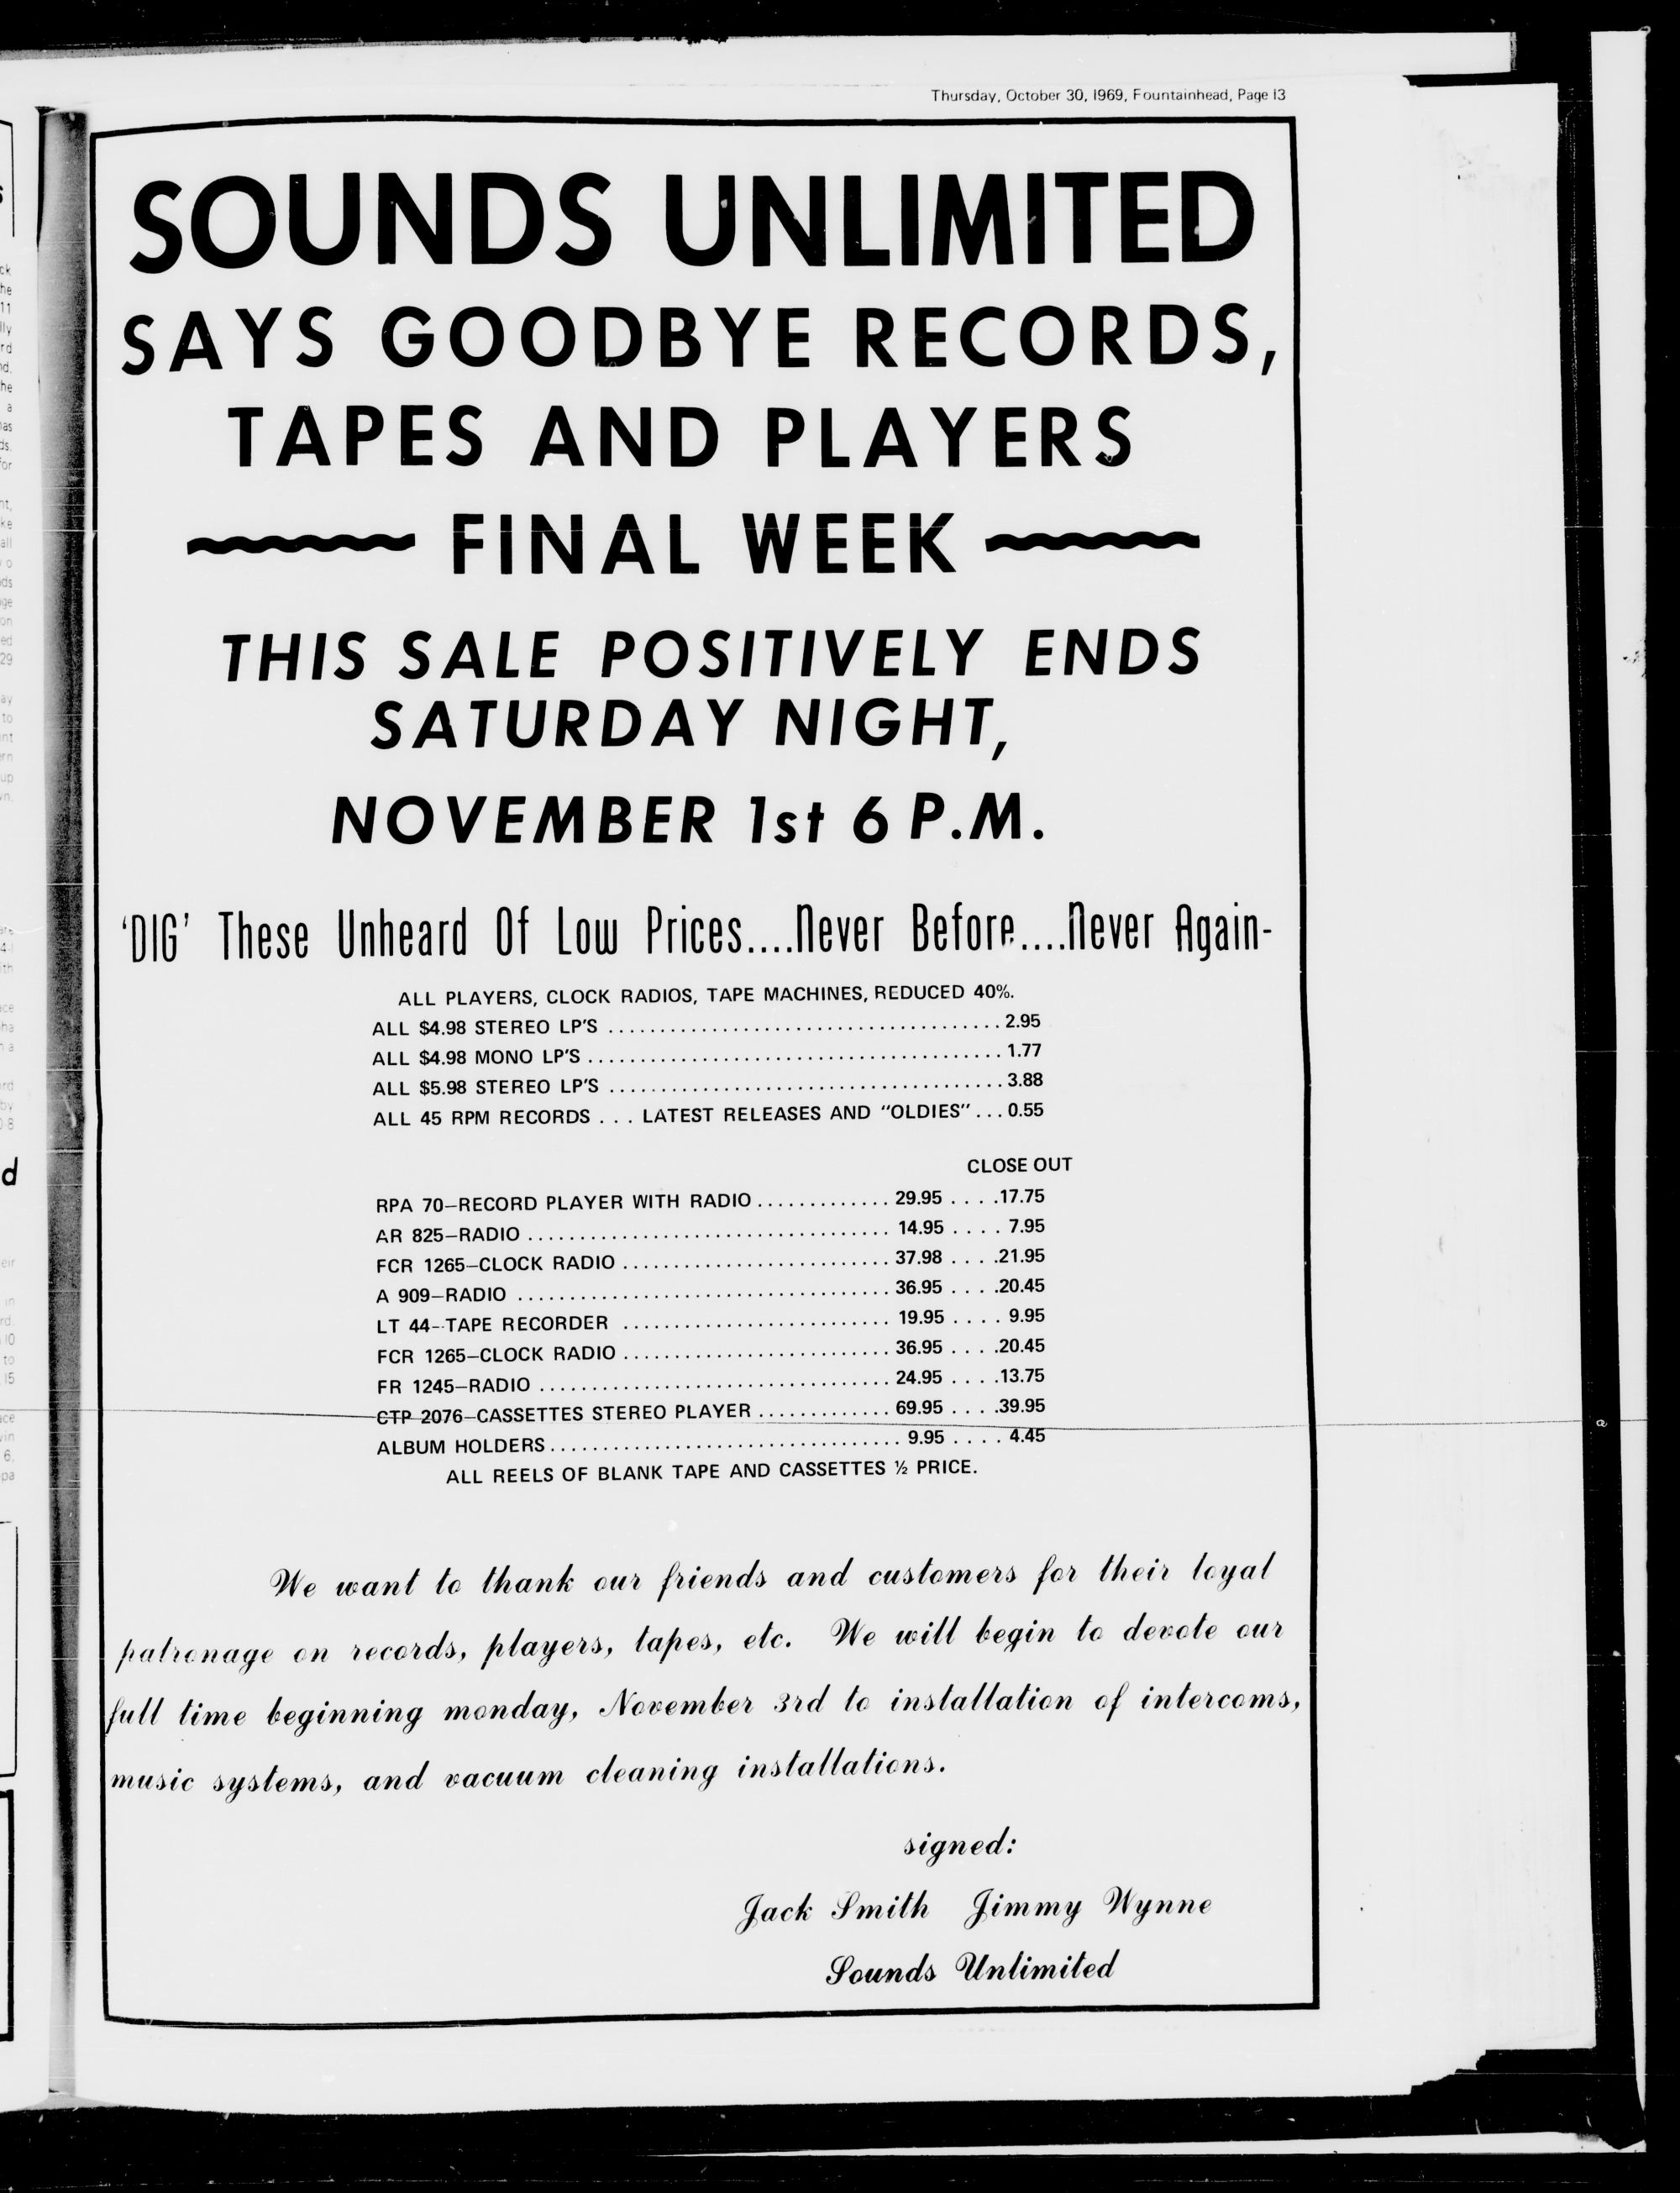 Thursday, October 30, 1969, Fountainhead, Page 13
SOUNDS UNLIMITED
SAYS GOODBYE RECORDS,
TAPES AND PLAYERS
FINAL WEEK
THIS SALE POSITIVELY ENDS
SATURDAY NIGHT,
NOVEMBER 1st 6 P.M.
'DIG' These Unheard Of Low Prices....Never Before....Never Again-
ALL PLAYERS, CLOCK RADIOS, TAPE MACHINES, REDUCED 40%.
ALL $4.98 STEREO LP'S ...................................... 2.95
ALL $4.98 MONO LP'S ........................................ 1.77
ALL $5.98 STEREO LP'S ...................................... 3.88
ALL 45 RPM RECORDS . . . LATEST RELEASES AND "OLDIES" . . . 0.55
CLOSE OUT
RPA 70–RECORD PLAYER WITH RADIO ............. 29.95 . . . .17.75
AR 825–RADIO ................................... 14.95 . . . . 7.95
FCR 1265–CLOCK RADIO .......................... 37.98 . . . .21.95
A 909–RADIO .................................... 36.95 . . . .20.45
LT 44–TAPE RECORDER .......................... 19.95 . . . . 9.95
FCR 1265–CLOCK RADIO .......................... 36.95 . . . .20.45
FR 1245–RADIO .................................. 24.95 . . . .13.75
CTP 2076–CASSETTES STEREO PLAYER ............. 69.95 . . . .39.95
ALBUM HOLDERS.................................. 9.95 . . . . 4.45
ALL REELS OF BLANK TAPE AND CASSETTES ½ PRICE.
We want to thank our friends and customers for their loyal
patronage on records, players, tapes, etc. We will begin to devote our
full time beginning monday, November 3rd to installation of intercoms,
music systems, and vacuum cleaning installations.
signed:
Jack Smith Jimmy Wynne
Sounds Unlimited